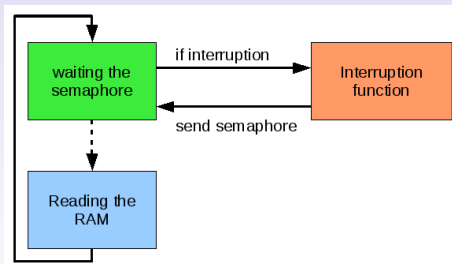 waiting the
semaphore
if interruption
Interruption
function
send semaphore
Reading the
RAM